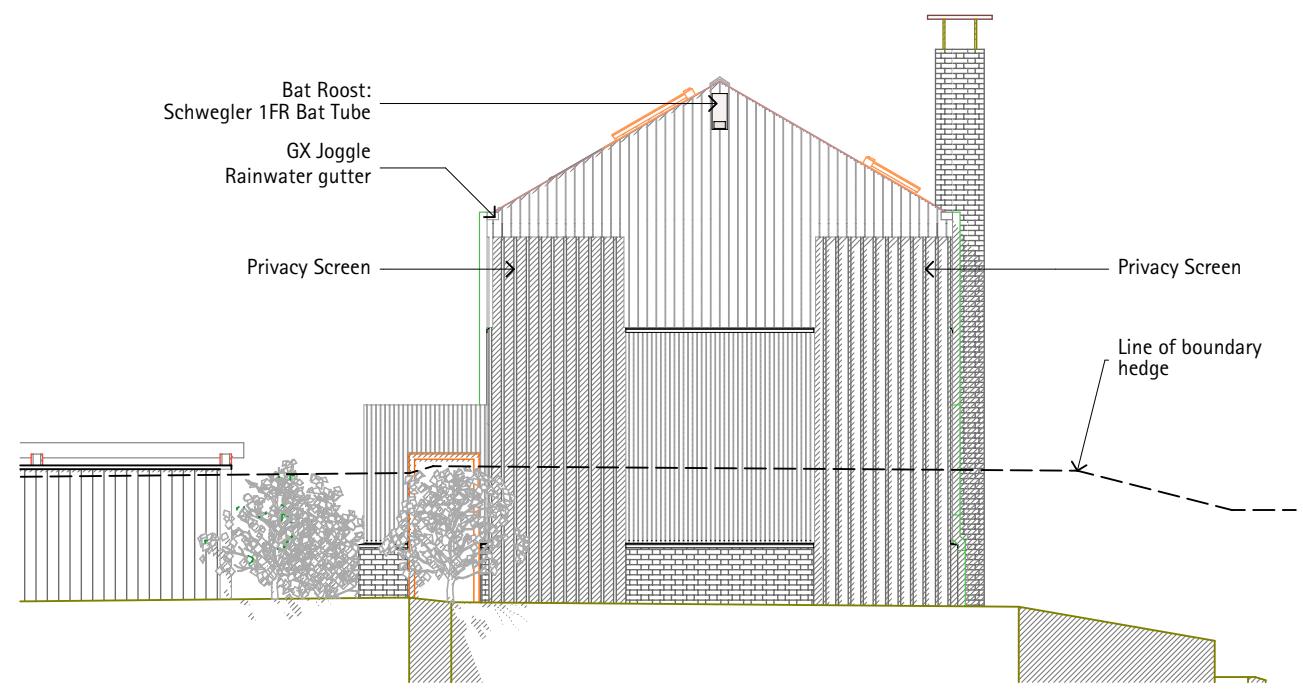 Bat Roost:
Schwegler 1FR Bat Tube
GX Joggle
Rainwater gutter
Privacy Screen
Privacy Screen
Line of boundary
hedge